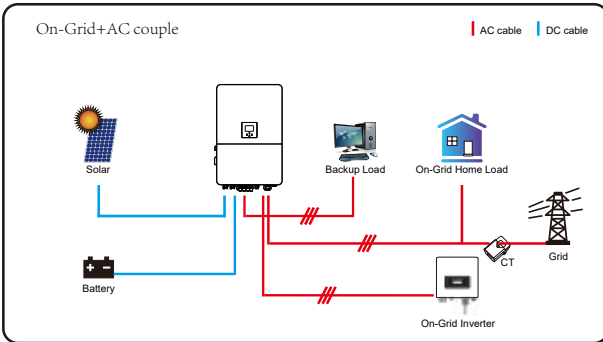 On-Grid+AC couple
AC cable
DC cable
Solar
Backup Load
On-Grid Home Load
Battery
CT
Grid
On-Grid Inverter